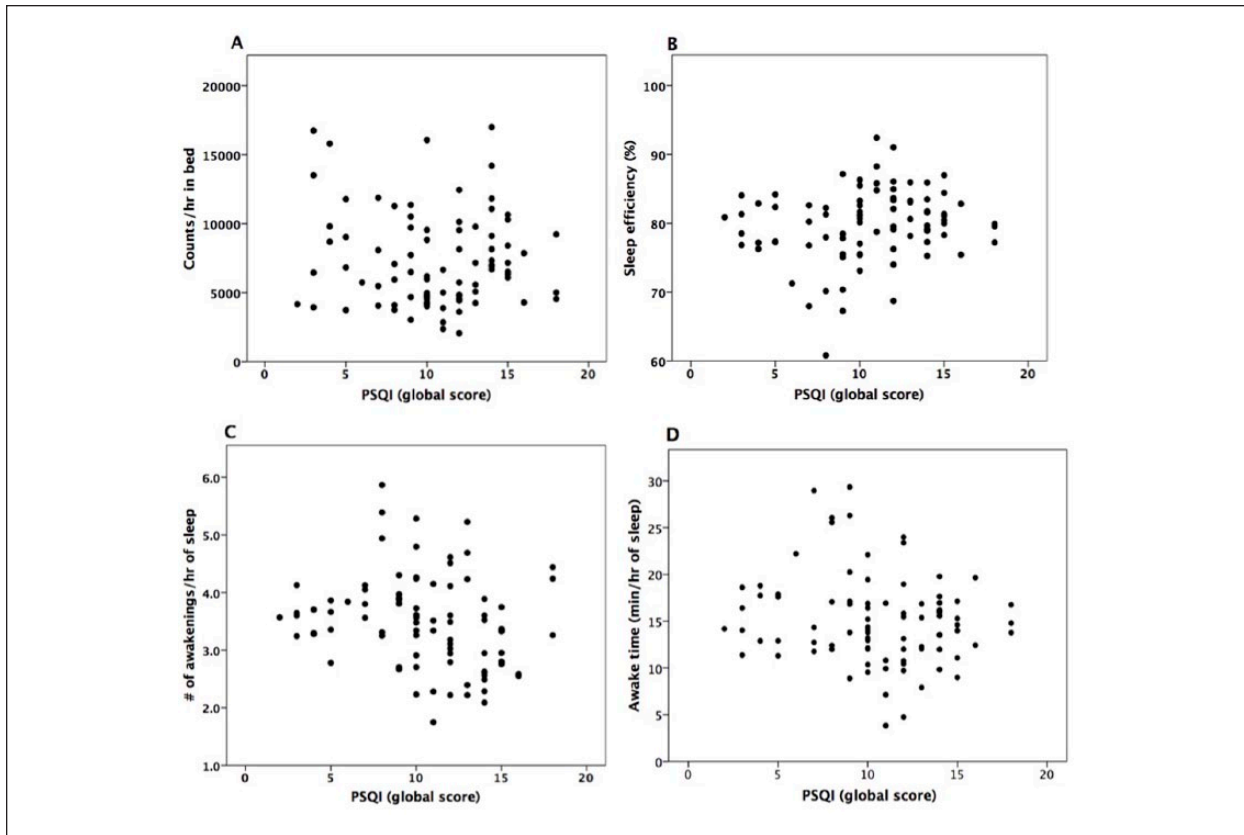 A
20000
15000
10000
5000
0
0 5 10 15 20
Counts/hr in bed
PSQI (global score)
B
100
90
80
70
60
0 5 10 15 20
Sleep efficiency (%)
PSQI (global score)
C
6.0
5.0
4.0
3.0
2.0
1.0
0 5 10 15 20
# of awakenings/hr of sleep
PSQI (global score)
D
30
25
20
15
10
5
0
0 5 10 15 20
Awake time (min/hr of sleep)
PSQI (global score)